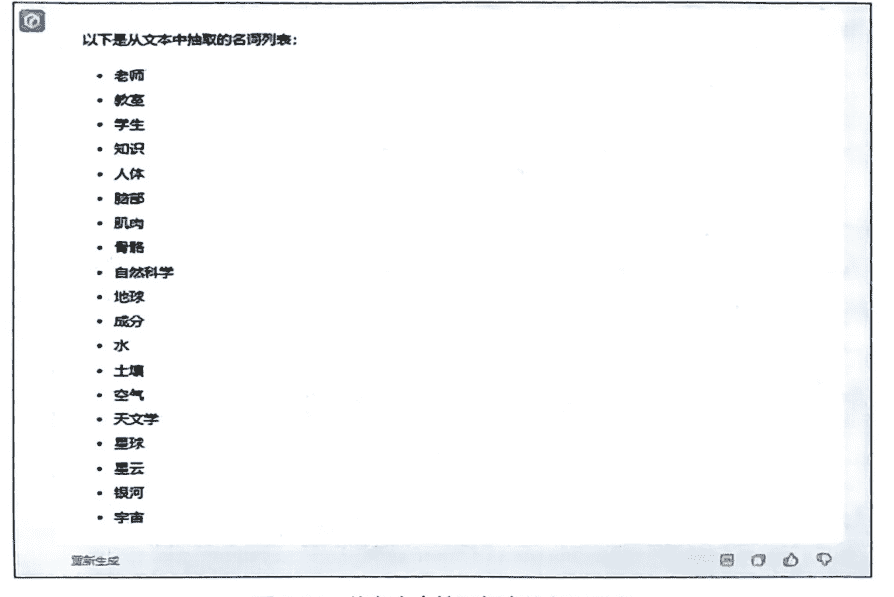 以下是从文本中抽取的名词列表：
• 老师
• 教室
• 学生
• 知识
• 人体
• 脑部
• 肌肉
• 骨骼
• 自然科学
• 地球
• 成分
• 水
• 土壤
• 空气
• 天文学
• 星球
• 星云
• 银河
• 宇宙
重新生成